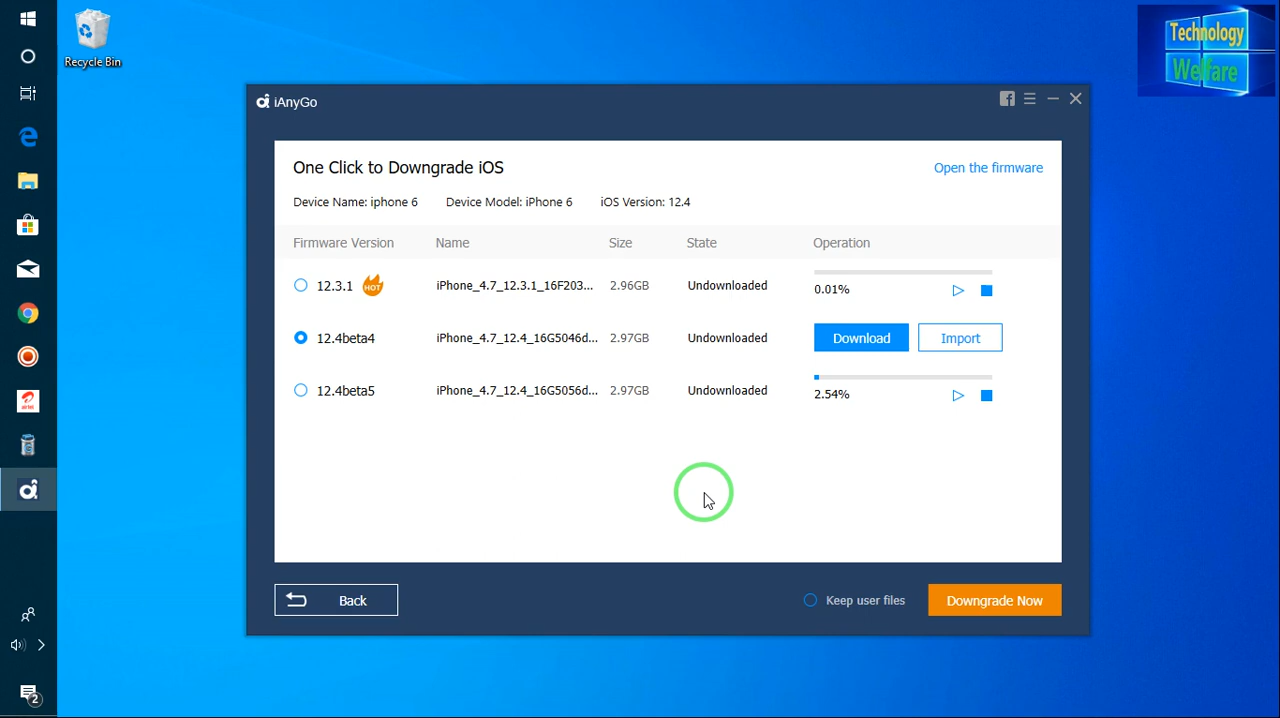 Technology
Welfare
Recycle Bin
iAnyGo
One Click to Downgrade iOS
Open the firmware
Device Name: iphone 6 Device Model: iPhone 6 iOS Version: 12.4
Firmware Version Name Size State Operation
12.3.1 HOT iPhone_4.7_12.3.1_16F203... 2.96GB Undownloaded 0.01%
12.4beta4 iPhone_4.7_12.4_16G5046d... 2.97GB Undownloaded Download Import
12.4beta5 iPhone_4.7_12.4_16G5056d... 2.97GB Undownloaded 2.54%
airtel
Back Keep user files Downgrade Now
2